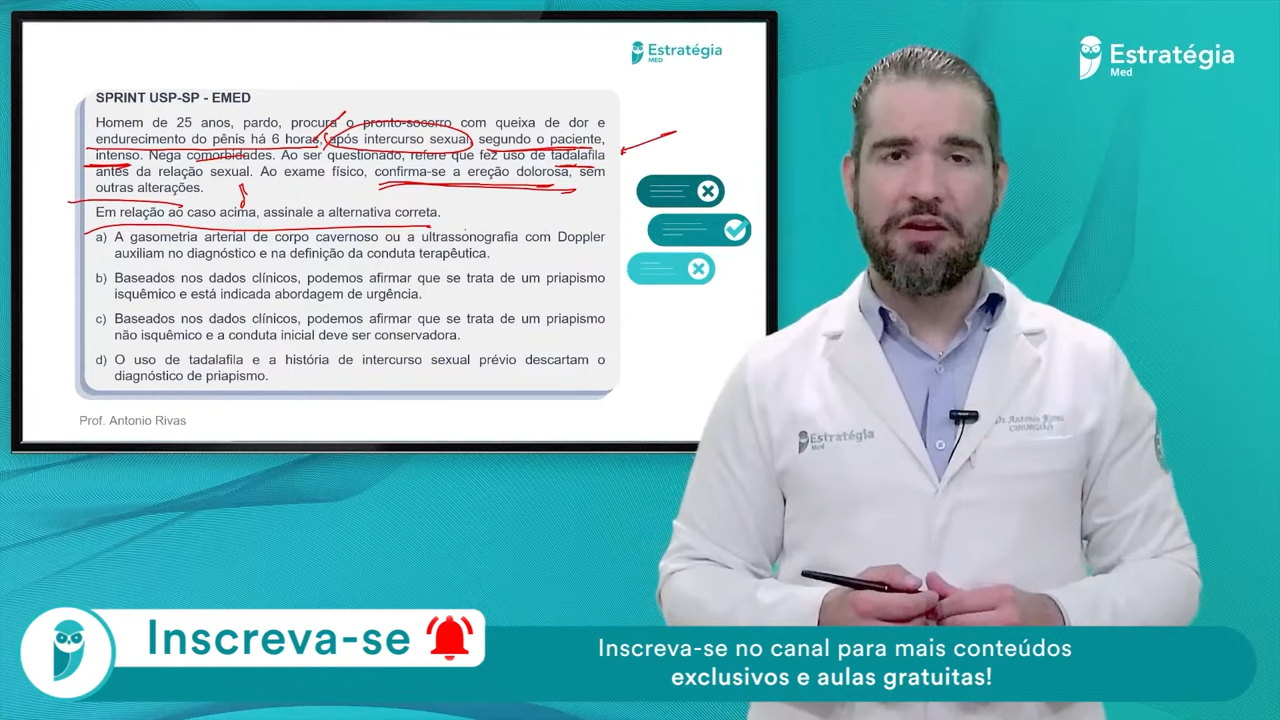 Estratégia
MED
SPRINT USP-SP - EMED
Homem de 25 anos, pardo, procura o pronto-socorro com queixa de dor e
endurecimento do pênis há 6 horas, após intercurso sexual, segundo o paciente,
intenso. Nega comorbidades. Ao ser questionado, refere que fez uso de tadalafila
antes da relação sexual. Ao exame físico, confirma-se a ereção dolorosa, sem
outras alterações.
Em relação ao caso acima, assinale a alternativa correta.
a) A gasometria arterial de corpo cavernoso ou a ultrassonografia com Doppler
auxiliam no diagnóstico e na definição da conduta terapêutica.
b) Baseados nos dados clínicos, podemos afirmar que se trata de um priapismo
isquêmico e está indicada abordagem de urgência.
c) Baseados nos dados clínicos, podemos afirmar que se trata de um priapismo
não isquêmico e a conduta inicial deve ser conservadora.
d) O uso de tadalafila e a história de intercurso sexual prévio descartam o
diagnóstico de priapismo.
Prof. Antonio Rivas
Estratégia
Med
Estratégia
Med
Dr. Antonio Rivas
CIRURGIÃO
Inscreva-se
Inscreva-se no canal para mais conteúdos
exclusivos e aulas gratuitas!